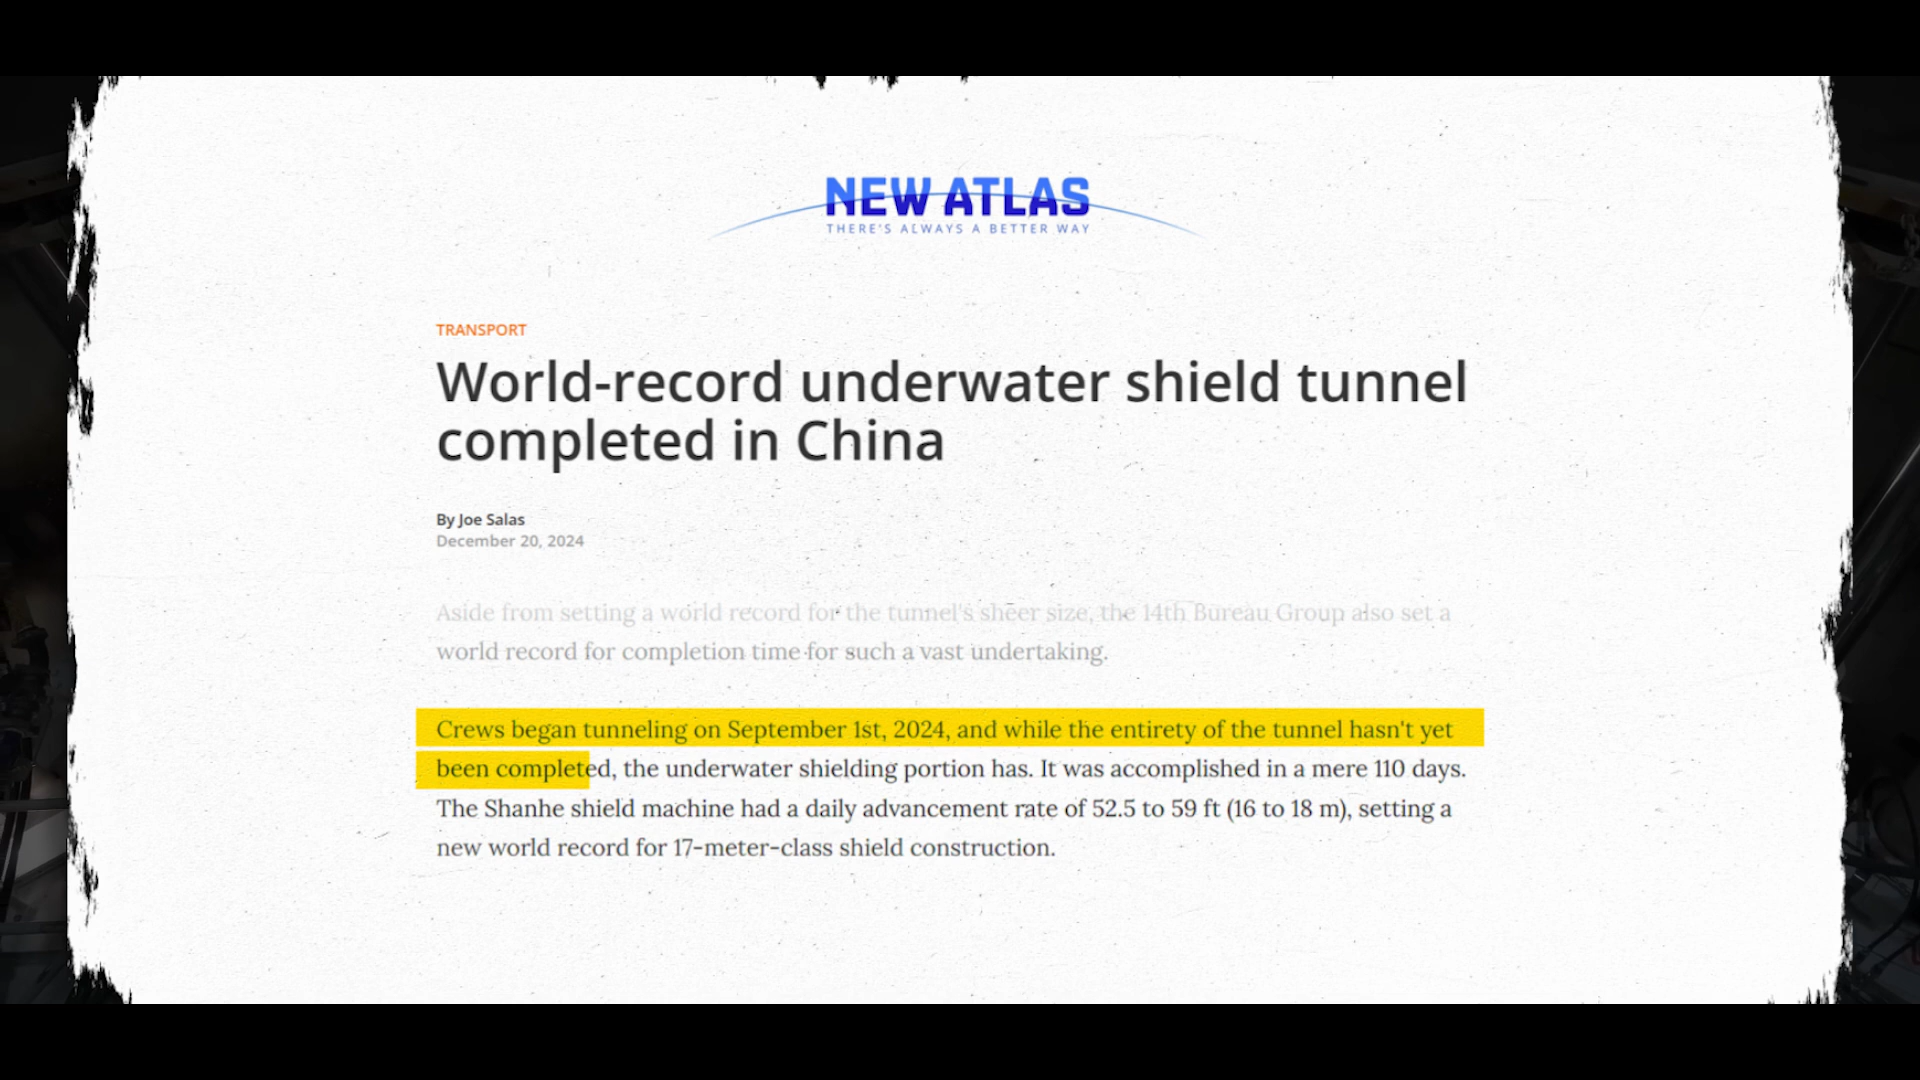 NEW ATLAS
THERE'S ALWAYS A BETTER WAY
TRANSPORT
World-record underwater shield tunnel
completed in China
By Joe Salas
December 20, 2024
Aside from setting a world record for the tunnel's sheer size, the 14th Bureau Group also set a
world record for completion time for such a vast undertaking.
Crews began tunneling on September 1st, 2024, and while the entirety of the tunnel hasn't yet
been completed, the underwater shielding portion has. It was accomplished in a mere 110 days.
The Shanhe shield machine had a daily advancement rate of 52.5 to 59 ft (16 to 18 m), setting a
new world record for 17-meter-class shield construction.